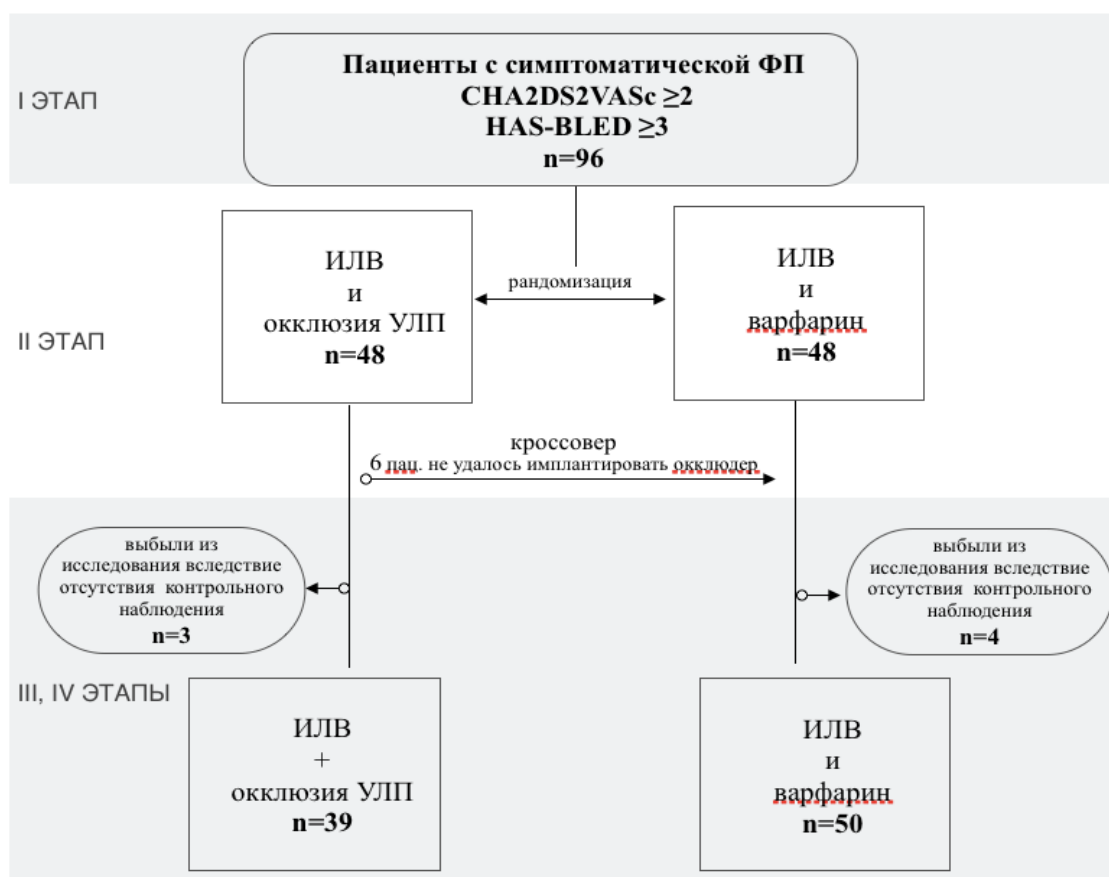 I ЭТАП
Пациенты с симптоматической ФП
CHA2DS2VASc ≥2
HAS-BLED ≥3
n=96
II ЭТАП
ИЛВ
и
окклюзия УЛП
n=48
рандомизация
ИЛВ
и
варфарин
n=48
кроссовер
6 пац. не удалось имплантировать окклюдер
выбыли из
исследования вследствие
отсутствия контрольного
наблюдения
n=3
выбыли из
исследования вследствие
отсутствия контрольного
наблюдения
n=4
III, IV ЭТАПЫ
ИЛВ
+
окклюзия УЛП
n=39
ИЛВ
и
варфарин
n=50